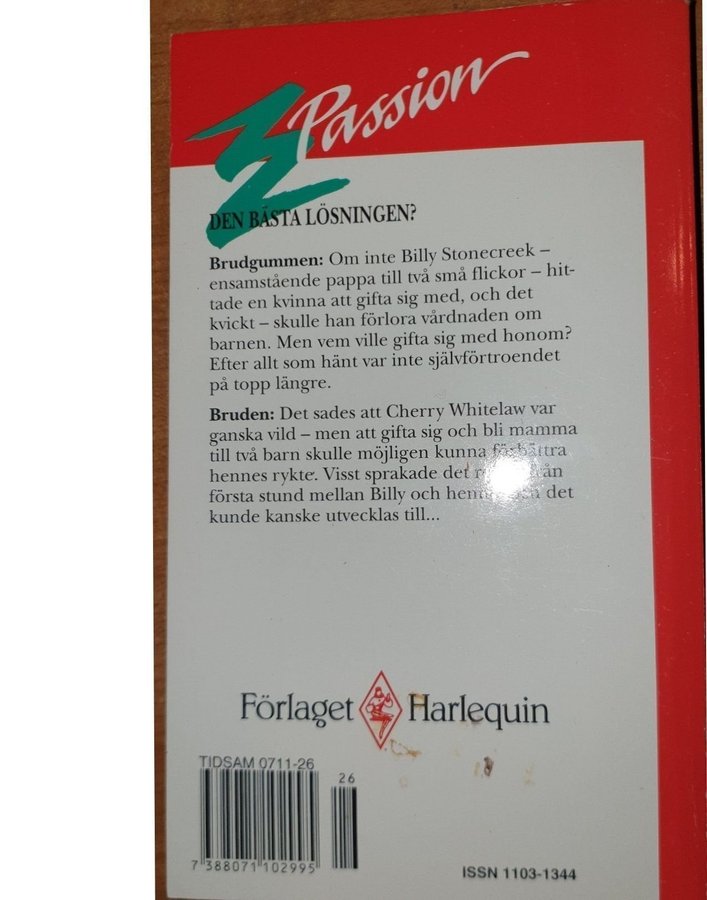 Passion
DEN BÄSTA LÖSNINGEN?
Brudgummen: Om inte Billy Stonecreek –
ensamstående pappa till två små flickor – hit-
tade en kvinna att gifta sig med, och det
kvickt – skulle han förlora vårdnaden om
barnen. Men vem ville gifta sig med honom?
Efter allt som hänt var inte självförtroendet
på topp längre.
Bruden: Det sades att Cherry Whitelaw var
ganska vild – men att gifta sig och bli mamma
till två barn skulle möjligen kunna förbättra
hennes rykte. Visst sprakade det från
första stund mellan Billy och det
kunde kanske utvecklas till...
Förlaget Harlequin
TIDSAM 0711-26
26
7 388071 102995
ISSN 1103-1344